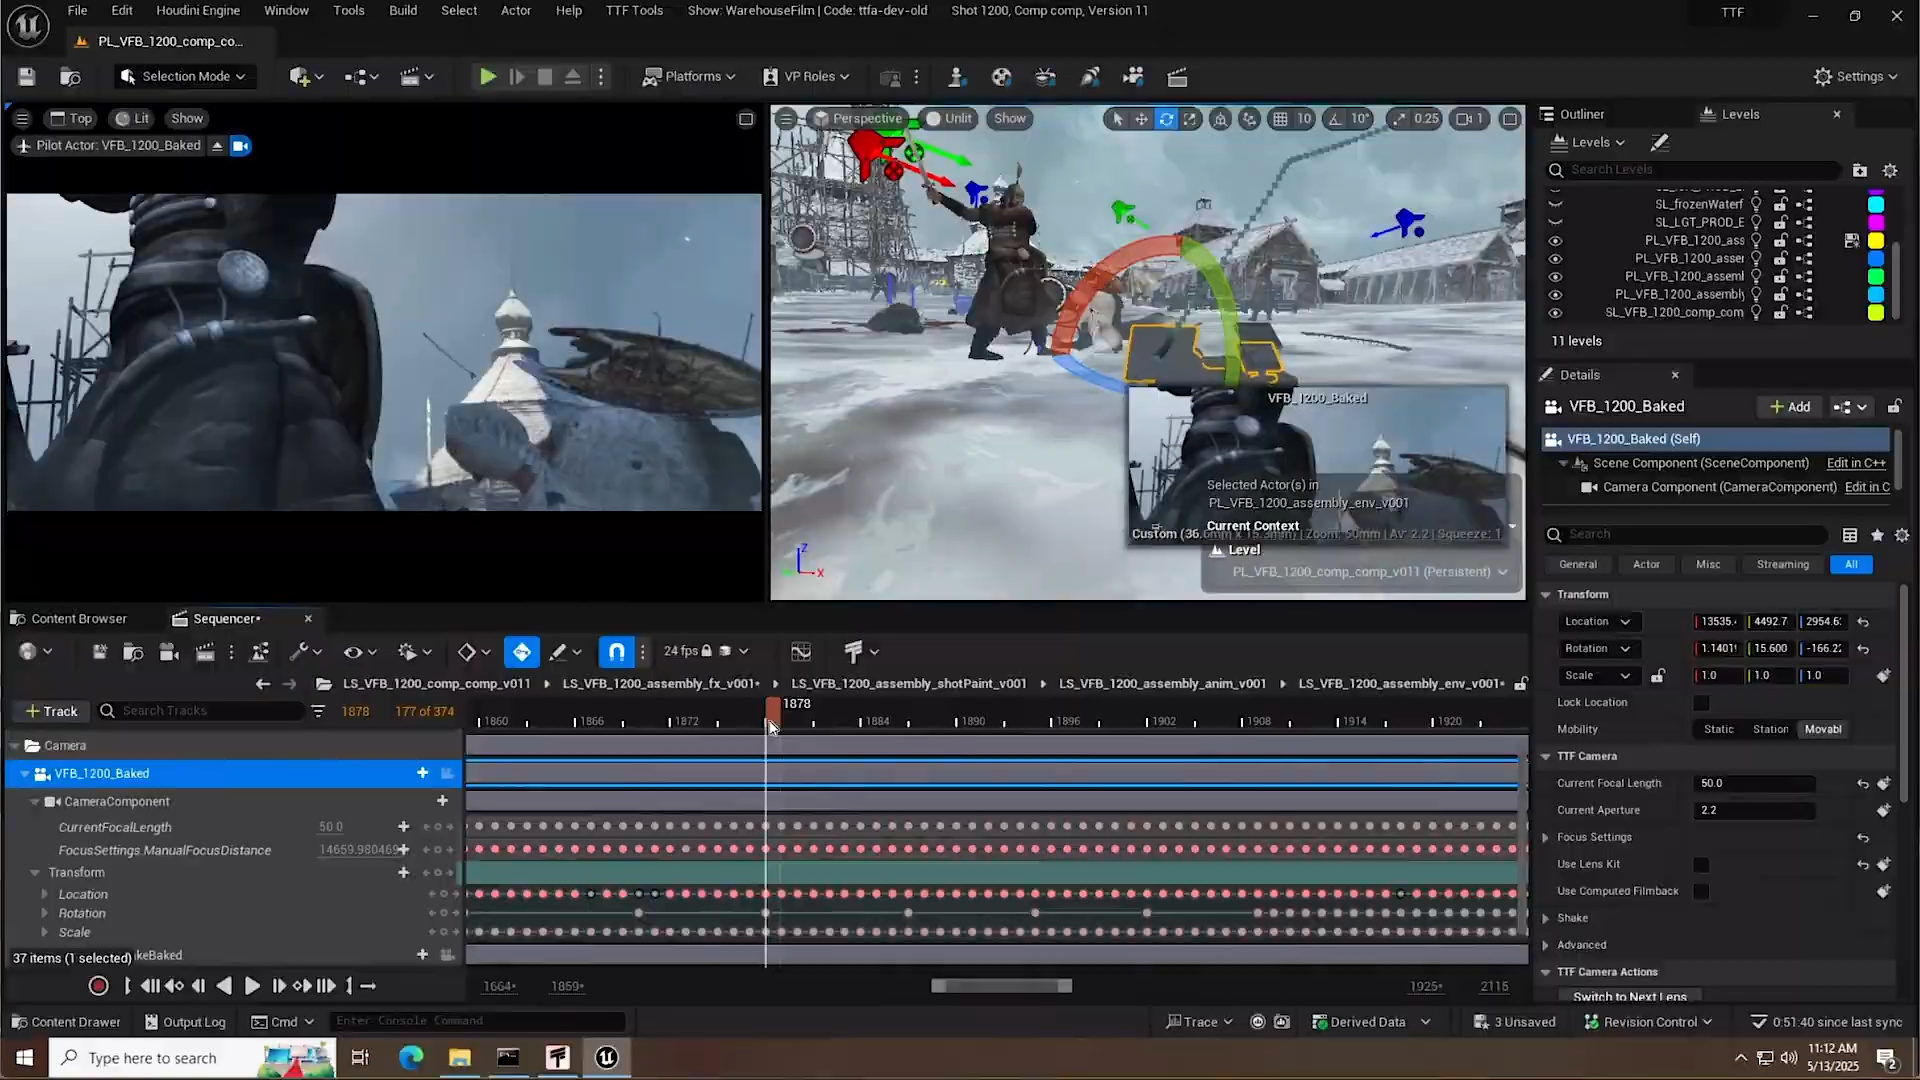 File Edit Houdini Engine Window Tools Build Select Actor Help TTF Tools Show: WarehouseFilm | Code: ttfa-dev-old Shot 1200, Comp comp, Version 11 TTF
PL_VFB_1200_comp_co...
Selection Mode Platforms VP Roles Settings
Top Lit Show
Pilot Actor: VFB_1200_Baked
Perspective Unlit Show 10 10° 0.25 1
VFB_1200_Baked
Selected Actor(s) in
PL_VFB_1200_assembly_env_v001
Current Context
Zoom: 50mm | Av: 2.2 | Squeeze: 1
Level
PL_VFB_1200_comp_comp_v011 (Persistent)
Outliner Levels
Levels
Search Levels
SL_frozenWaterf
SL_LGT_PROD_E
PL_VFB_1200_ass
PL_VFB_1200_asser
PL_VFB_1200_assembl
PL_VFB_1200_assembly
SL_VFB_1200_comp_com
11 levels
Details
VFB_1200_Baked Add
VFB_1200_Baked (Self)
Scene Component (SceneComponent) Edit in C++
Camera Component (CameraComponent) Edit in C
Search
General Actor Misc Streaming All
Transform
Location 13535. 4492.7
Rotation 15.600 -166.2
Scale 1.0 1.0 1.0
Lock Location
Mobility Static Station Movabl
TTF Camera
Current Focal Length 50.0
Current Aperture 2.2
Focus Settings
Use Lens Kit
Use Computed Filmback
Shake
Advanced
TTF Camera Actions
Switch to Next Lens
Content Browser Sequencer*
24 fps
LS_VFB_1200_comp_comp_v011 LS_VFB_1200_assembly_fx_v001* LS_VFB_1200_assembly_shotPaint_v001 LS_VFB_1200_assembly_anim_v001 LS_VFB_1200_assembly_env_v001*
Track Search Tracks 1878 177 of 374 1878
1860 1866 1872 1884 1890 1896 1902 1908 1914 1920
Camera
VFB_1200_Baked
CameraComponent
CurrentFocalLength 50.0
FocusSettings.ManualFocusDistance 14659.980469
Transform
Location
Rotation
Scale
37 items (1 selected) keBaked
1664* 1859* 1925* 2115
Content Drawer Output Log Cmd Enter Console Command Trace Derived Data 3 Unsaved Revision Control 0:51:40 since last sync
Type here to search 11:12 AM
5/13/2025 2